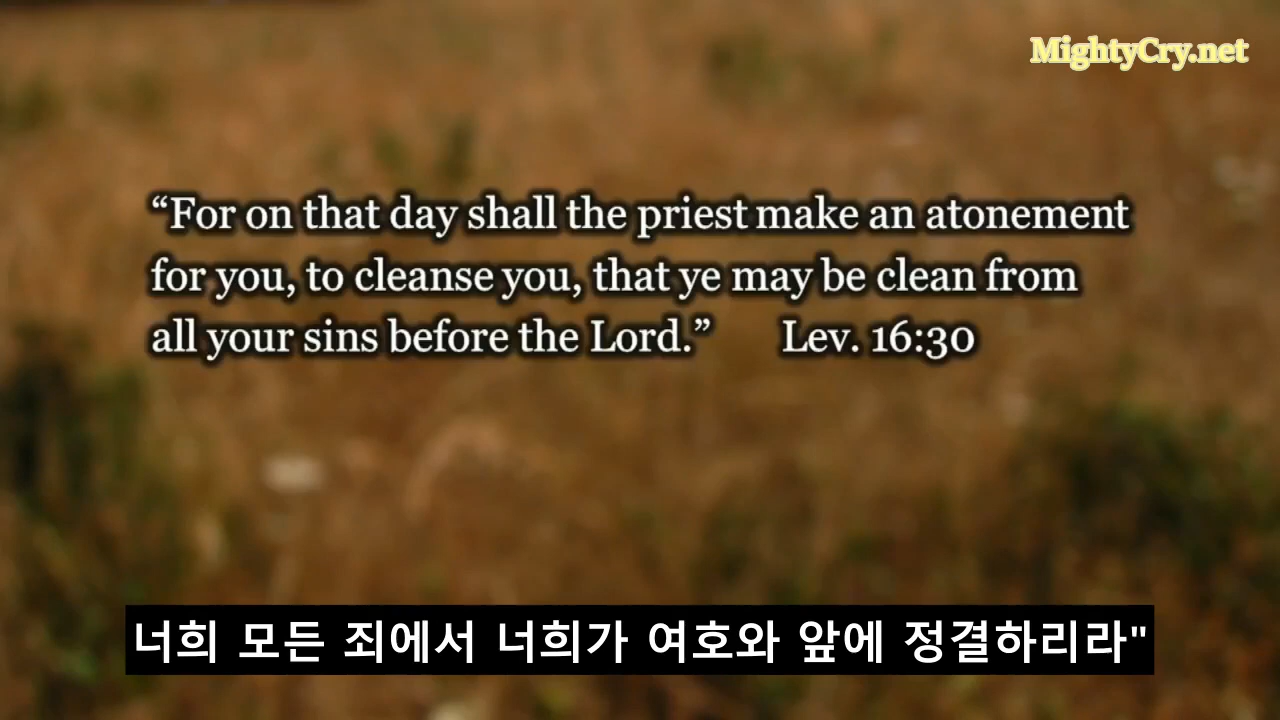 MightyCry.net
“For on that day shall the priest make an atonement
for you, to cleanse you, that ye may be clean from
all your sins before the Lord.” Lev. 16:30
너희 모든 죄에서 너희가 여호와 앞에 정결하리라"